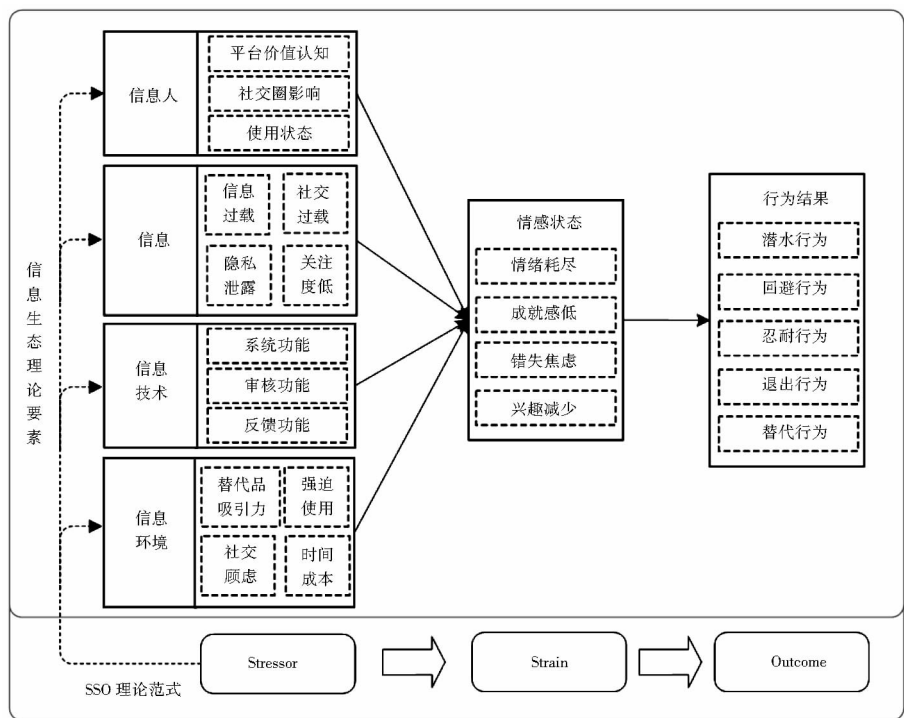 信息生态理论要素
信息人
平台价值认知
社交圈影响
使用状态
信息
信息
过载
社交
过载
隐私
泄露
关注
度低
信息
技术
系统功能
审核功能
反馈功能
信息
环境
替代品
吸引力
强迫
使用
社交
顾虑
时间
成本
情感状态
情绪耗尽
成就感低
错失焦虑
兴趣减少
行为结果
潜水行为
回避行为
忍耐行为
退出行为
替代行为
SSO 理论范式
Stressor
Strain
Outcome